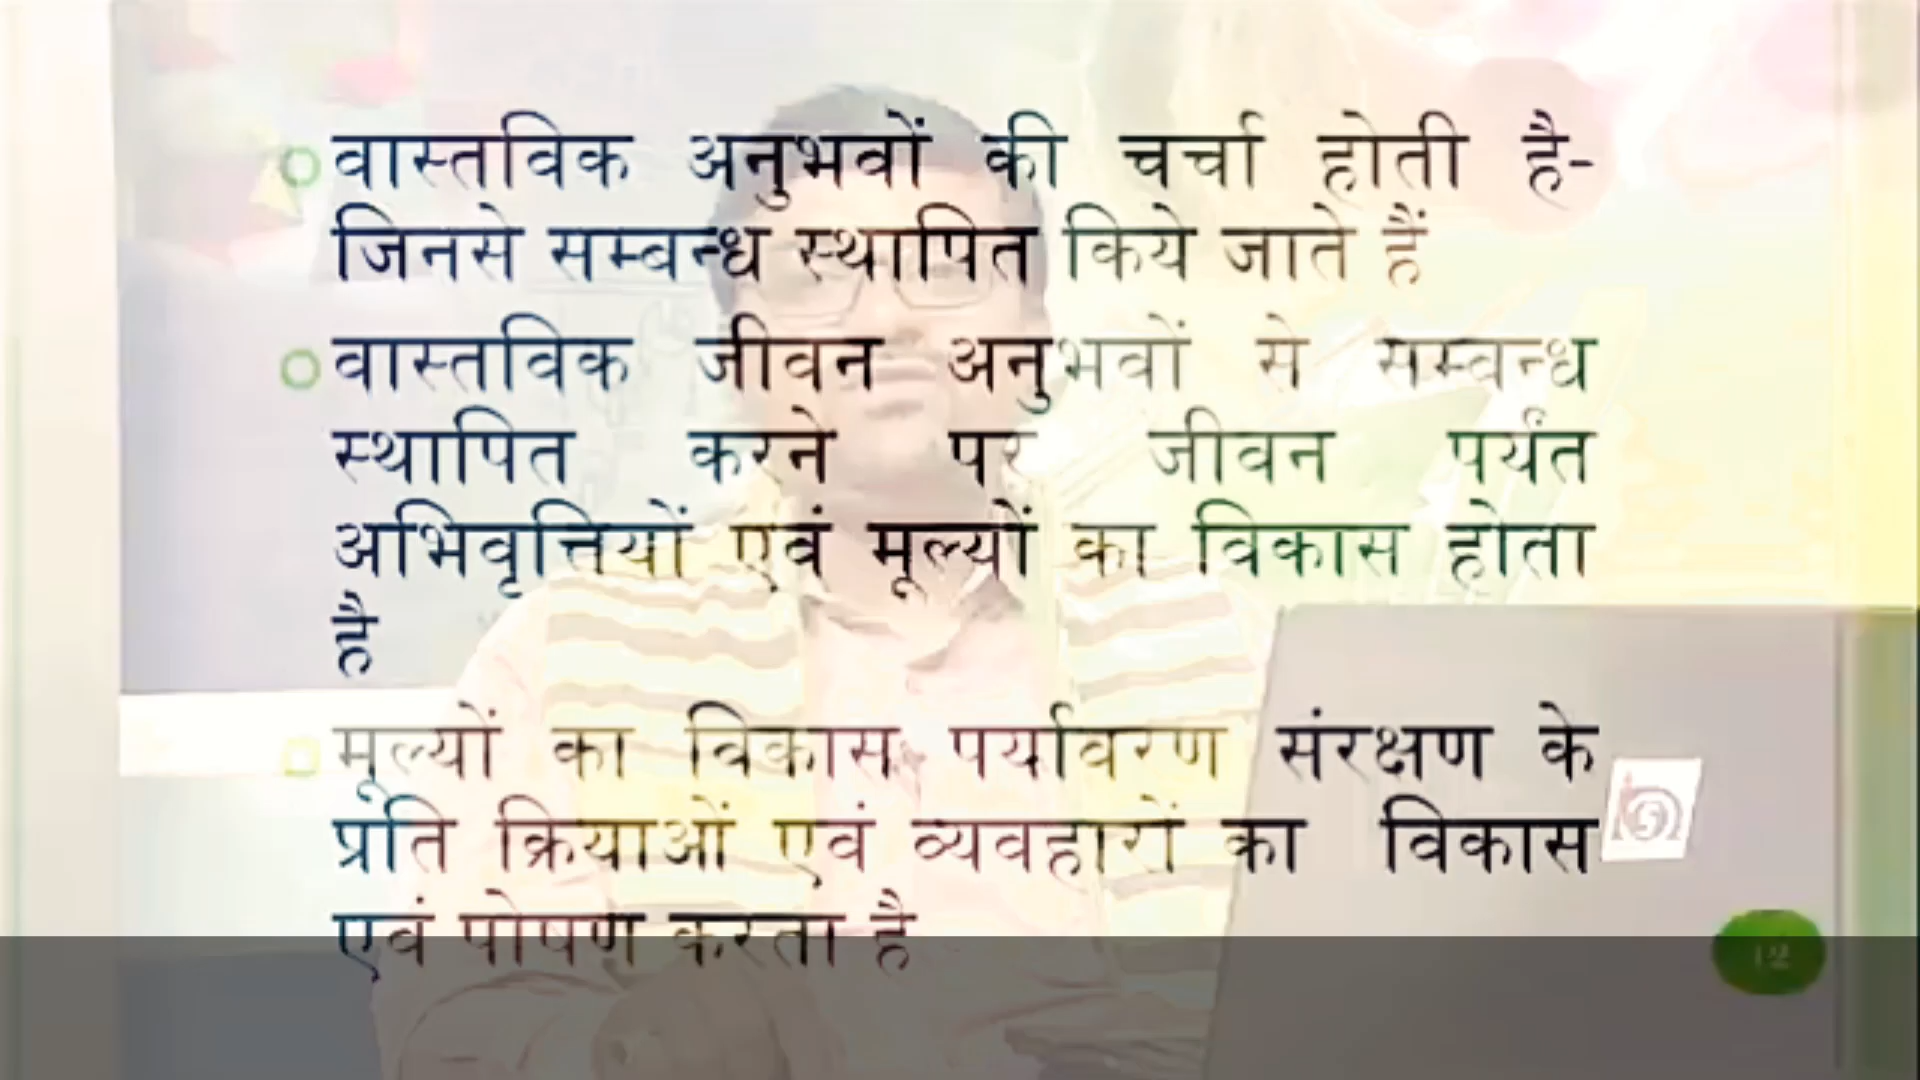 वास्तविक अनुभवों की चर्चा होती है-
जिनसे सम्बन्ध स्थापित किये जाते हैं
वास्तविक जीवन अनुभवों से सम्बन्ध
स्थापित करने पर जीवन पर्यंत
अभिवृत्तियों एवं मूल्यों का विकास होता
है
मूल्यों का विकास पर्यावरण संरक्षण के
प्रति क्रियाओं एवं व्यवहारों का विकास
एवं पोषण करता है
12